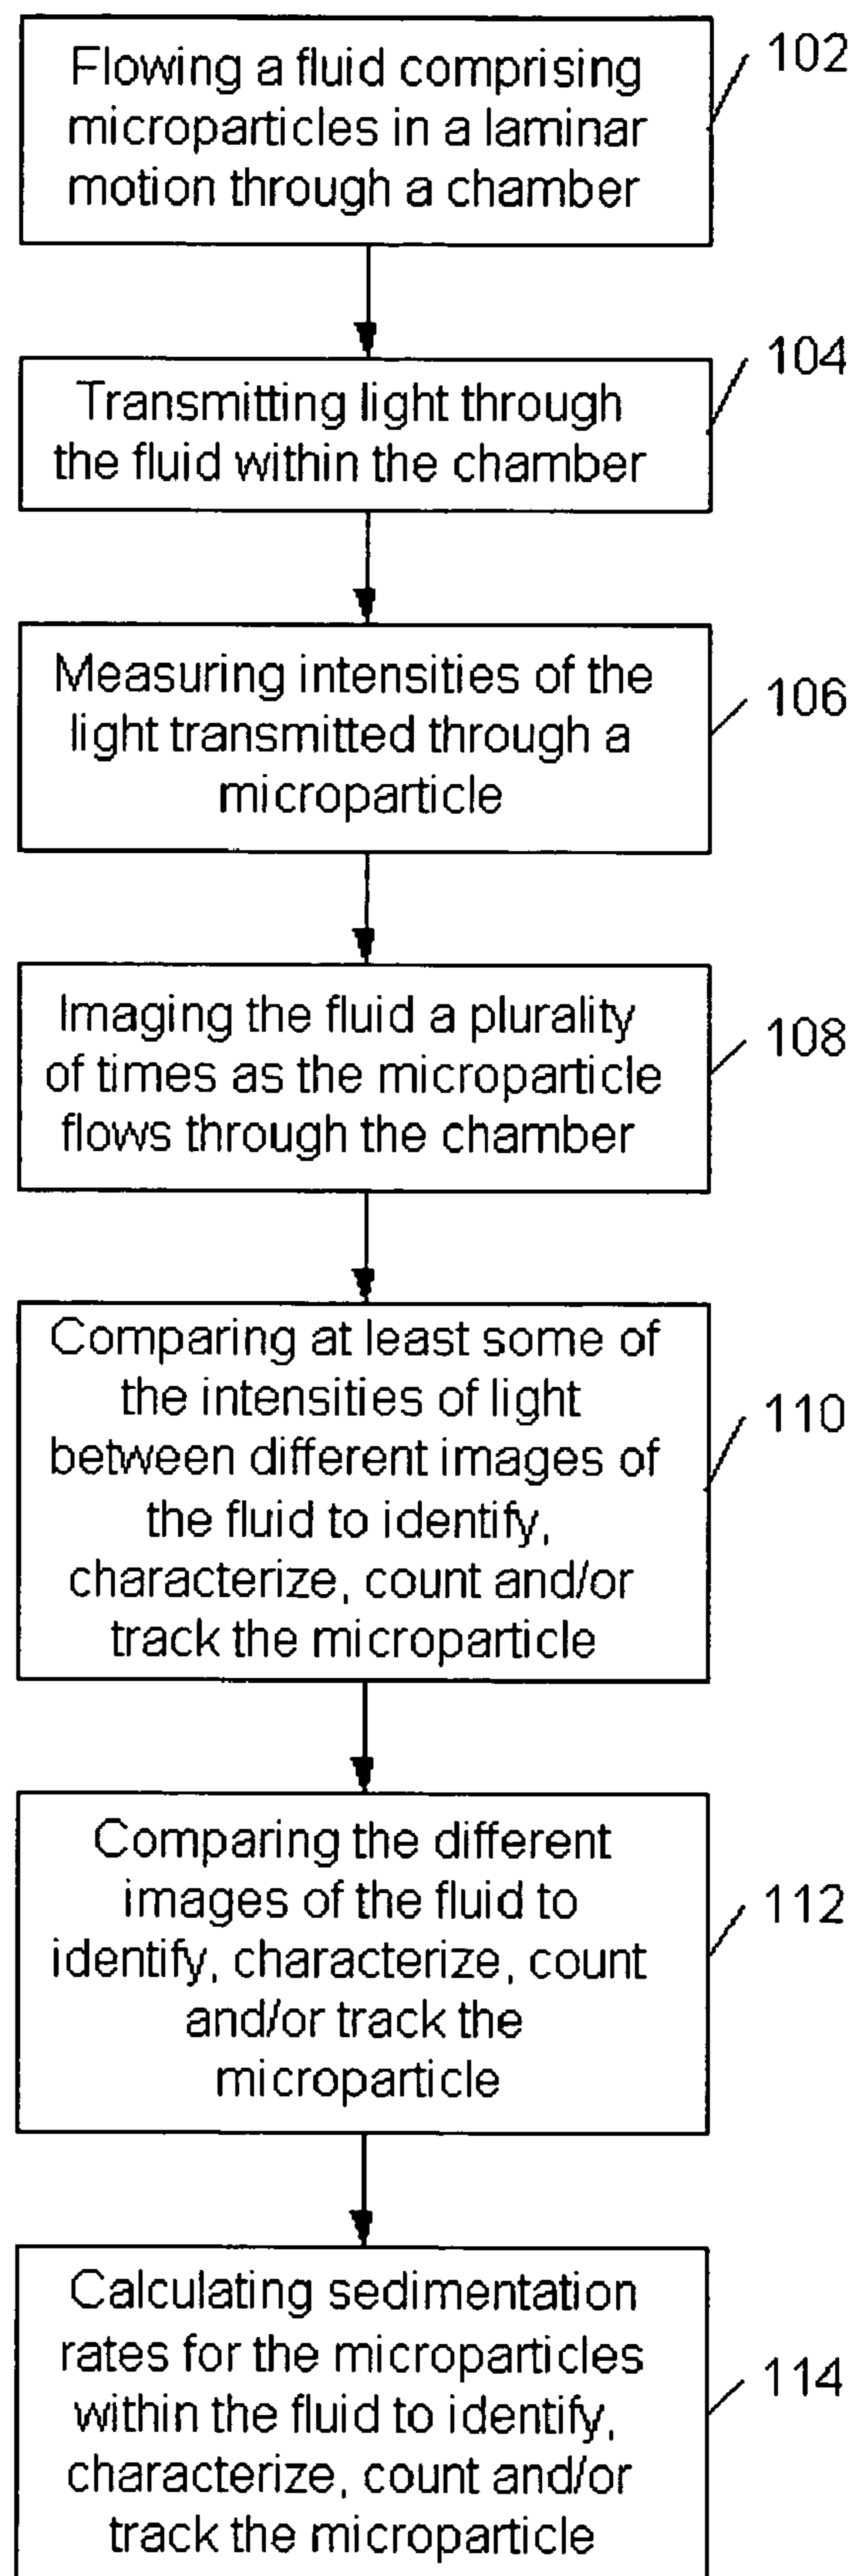 Flowing a fluid comprising
microparticles in a laminar
motion through a chamber
102
Transmitting light through
the fluid within the chamber
104
Measuring intensities of the
light transmitted through a
microparticle
106
Imaging the fluid a plurality
of times as the microparticle
flows through the chamber
108
Comparing at least some of
the intensities of light
between different images of
the fluid to identify,
characterize, count and/or
track the microparticle
110
Comparing the different
images of the fluid to
identify, characterize, count
and/or track the
microparticle
112
Calculating sedimentation
rates for the microparticles
within the fluid to identify,
characterize, count and/or
track the microparticle
114